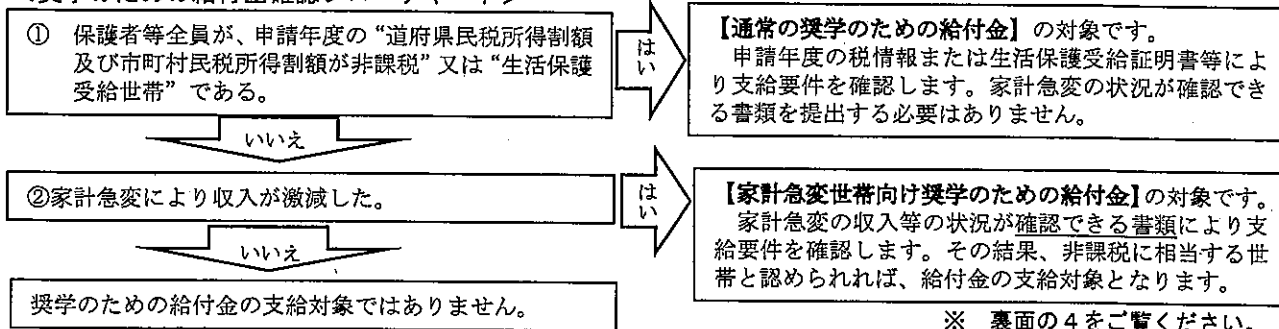 ① 保護者等全員が、申請年度の“道府県民税所得割額
及び市町村民税所得割額が非課税”又は“生活保護
受給世帯”である。
はい
【通常の奨学のための給付金】の対象です。
申請年度の税情報または生活保護受給証明書等によ
り支給要件を確認します。家計急変の状況が確認でき
る書類を提出する必要はありません。
いいえ
②家計急変により収入が激減した。
はい
【家計急変世帯向け奨学のための給付金】の対象です。
家計急変の収入等の状況が確認できる書類により支
給要件を確認します。その結果、非課税に相当する世
帯と認められれば、給付金の支給対象となります。
いいえ
奨学のための給付金の支給対象ではありません。
※ 裏面の4をご覧ください。